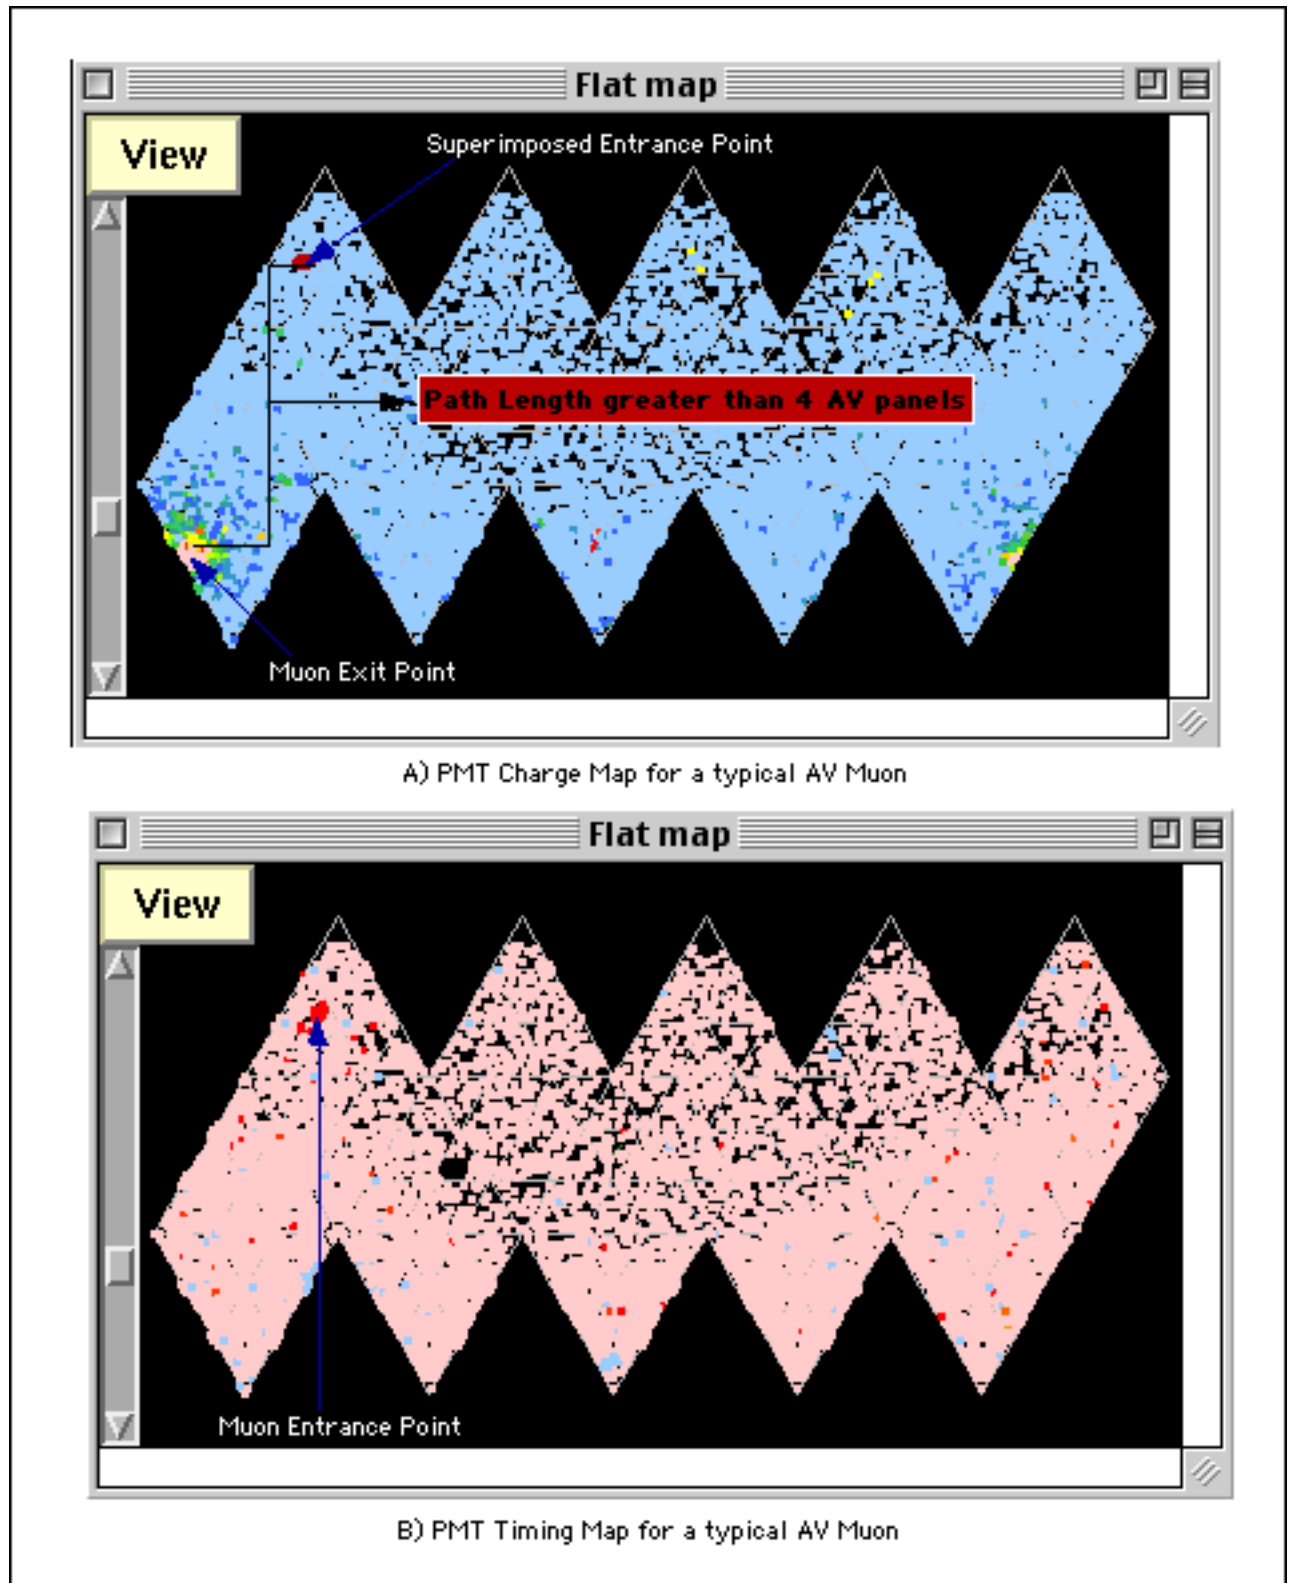 Flat map
View
Superimposed Entrance Point
Path Length greater than 4 AV panels
Muon Exit Point
A) PMT Charge Map for a typical AV Muon
Flat map
View
Muon Entrance Point
B) PMT Timing Map for a typical AV Muon